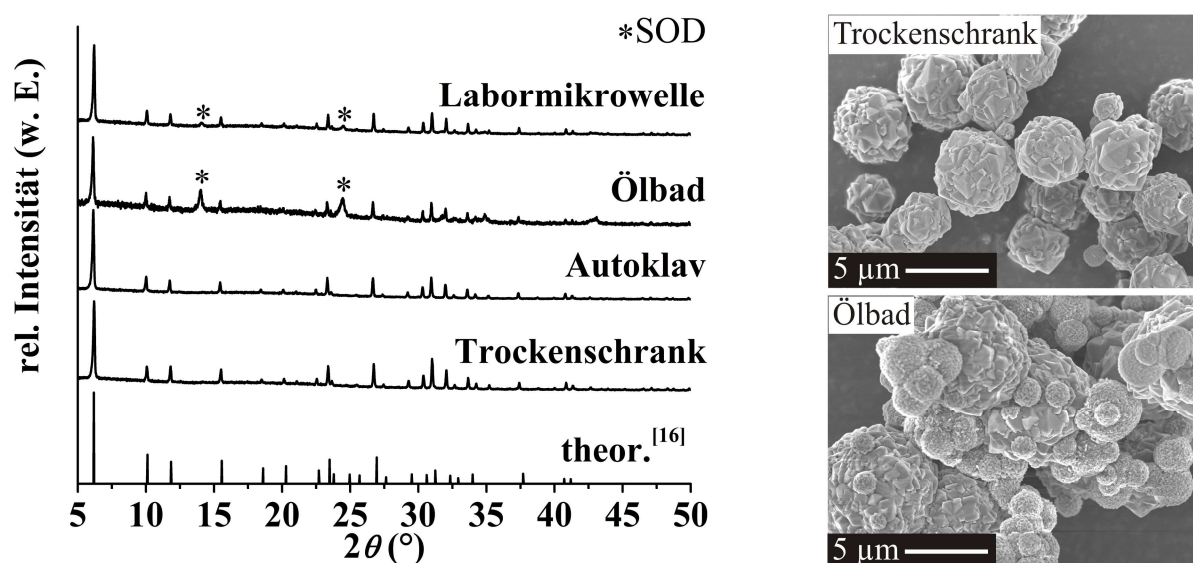 rel. Intensität (w. E.)
*SOD
Labormikrowelle
* *
Ölbad
* *
Autoklav
Trockenschrank
theor.[16]
5 10 15 20 25 30 35 40 45 50
2θ (°)
Trockenschrank
5 µm
Ölbad
5 µm